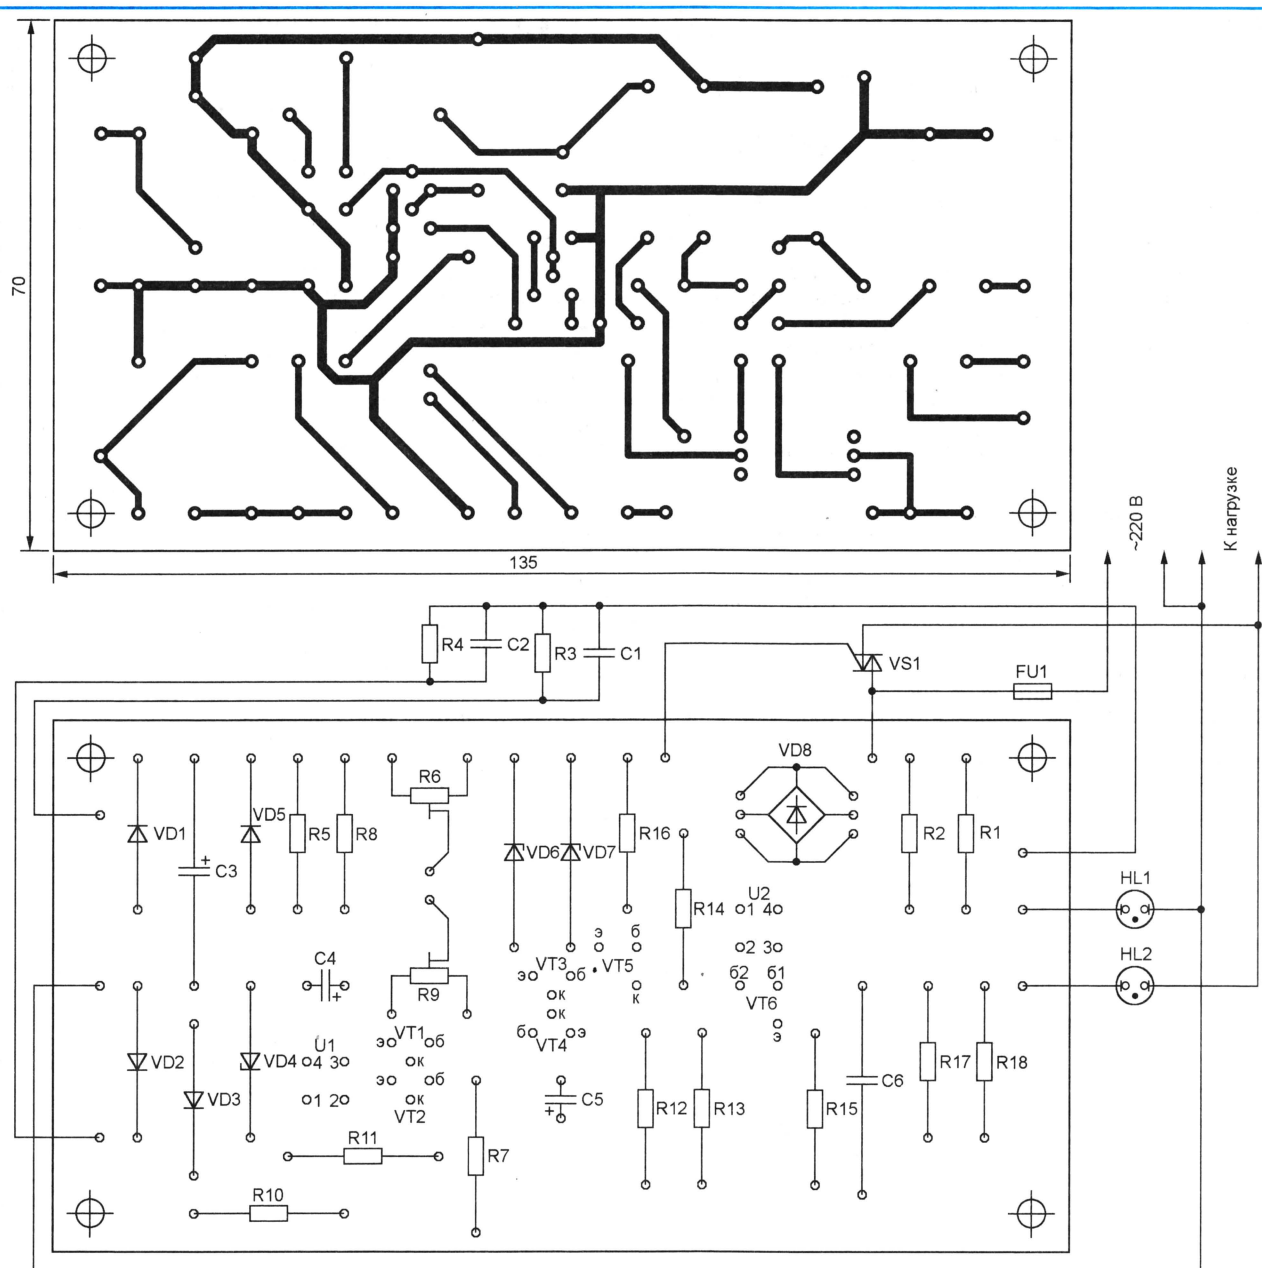 70
135
~220 В
К нагрузке
R4
C2
R3
C1
VS1
FU1
VD8
R6
VD1
C3
VD5
R5
R8
VD6
VD7
R16
R14
U2
1 4
2 3
R2
R1
HL1
HL2
C4
R9
э VT3 б
к
к
б VT4 э
э б
VT5
к
б2 б1
VT6
э
U1
4 3
1 2
э VT1 б
к
э б
к
VT2
VD2
VD3
VD4
C5
R12
R13
R15
C6
R17
R18
R11
R7
R10